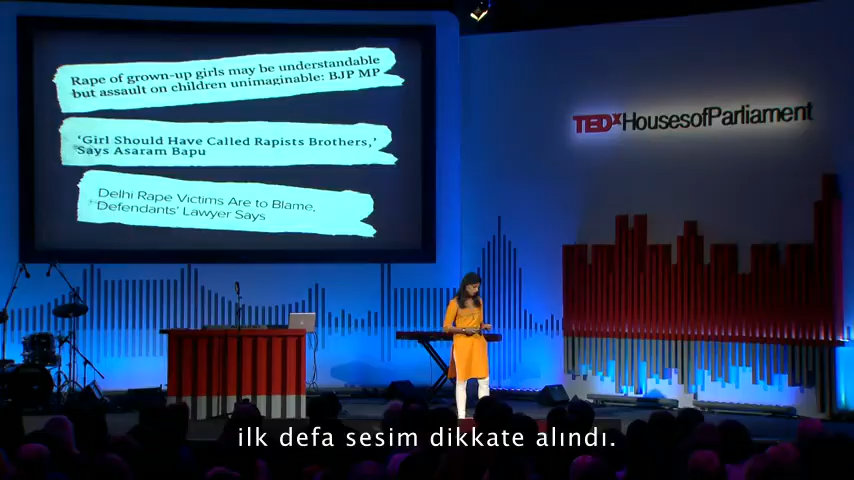 Rape of grown-up girls may be understandable
but assault on children unimaginable: BJP MP
'Girl Should Have Called Rapists Brothers,'
Says Asaram Bapu
Delhi Rape Victims Are to Blame,
Defendants' Lawyer Says
TEDxHousesofParliament
ilk defa sesim dikkate alındı.